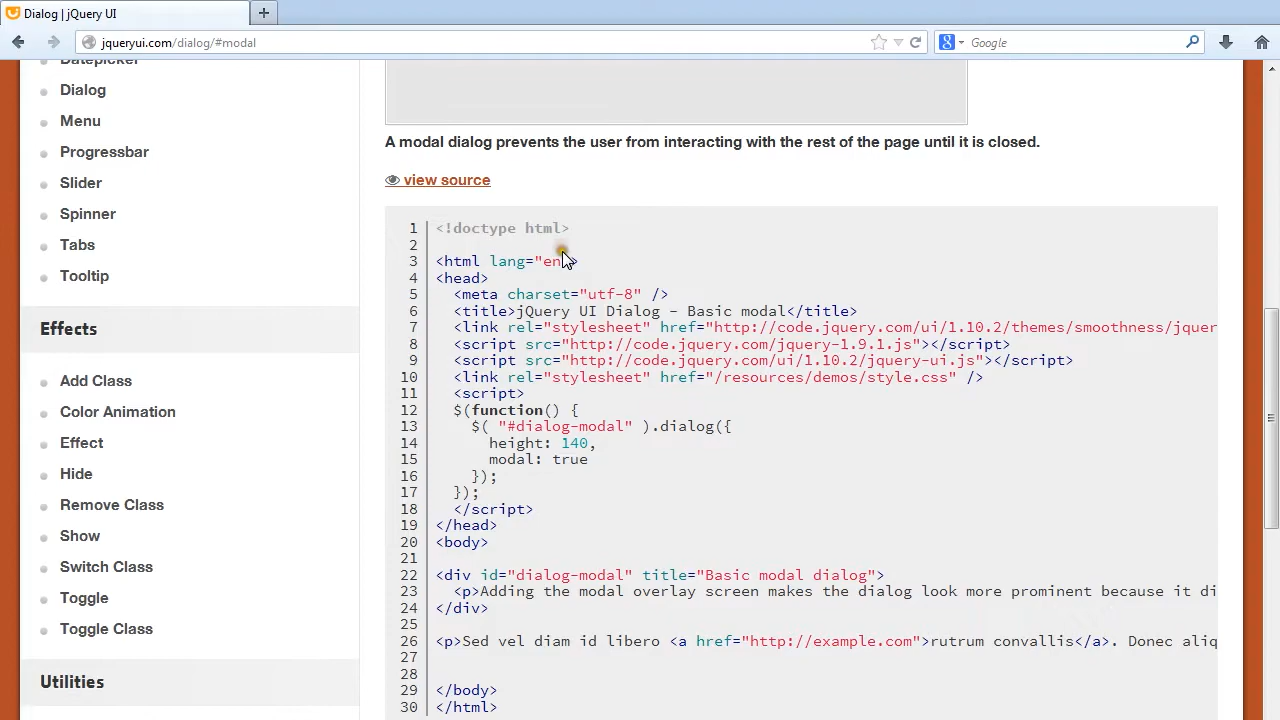 Dialog | jQuery UI
jqueryui.com/dialog/#modal
Google
Datepicker
Dialog
Menu
Progressbar
Slider
Spinner
Tabs
Tooltip
Effects
Add Class
Color Animation
Effect
Hide
Remove Class
Show
Switch Class
Toggle
Toggle Class
Utilities
A modal dialog prevents the user from interacting with the rest of the page until it is closed.
view source
1 <!doctype html>
2
3 <html lang="en">
4 <head>
5 <meta charset="utf-8" />
6 <title>jQuery UI Dialog - Basic modal</title>
7 <link rel="stylesheet" href="http://code.jquery.com/ui/1.10.2/themes/smoothness/jquer
8 <script src="http://code.jquery.com/jquery-1.9.1.js"></script>
9 <script src="http://code.jquery.com/ui/1.10.2/jquery-ui.js"></script>
10 <link rel="stylesheet" href="/resources/demos/style.css" />
11 <script>
12 $(function() {
13 $( "#dialog-modal" ).dialog({
14 height: 140,
15 modal: true
16 });
17 });
18 </script>
19 </head>
20 <body>
21
22 <div id="dialog-modal" title="Basic modal dialog">
23 <p>Adding the modal overlay screen makes the dialog look more prominent because it di
24 </div>
25
26 <p>Sed vel diam id libero <a href="http://example.com">rutrum convallis</a>. Donec aliq
27
28
29 </body>
30 </html>